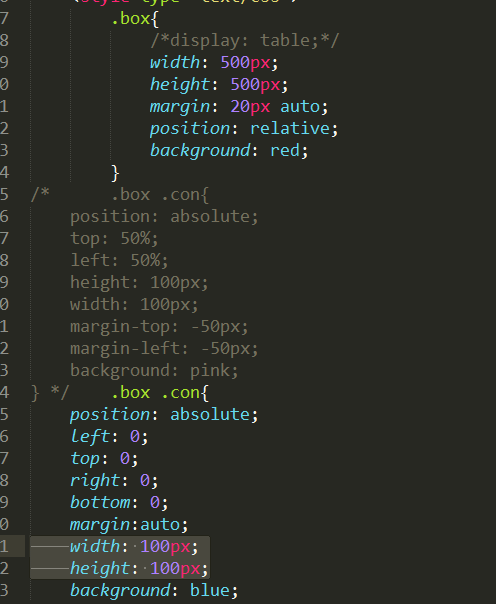 7 .box{
8 /*display: table;*/
9 width: 500px;
0 height: 500px;
1 margin: 20px auto;
2 position: relative;
3 background: red;
4 }
5 /* .box .con{
6 position: absolute;
7 top: 50%;
8 left: 50%;
9 height: 100px;
0 width: 100px;
1 margin-top: -50px;
2 margin-left: -50px;
3 background: pink;
4 } */ .box .con{
5 position: absolute;
6 left: 0;
7 top: 0;
8 right: 0;
9 bottom: 0;
0 margin:auto;
1 width: 100px;
2 height: 100px;
3 background: blue;